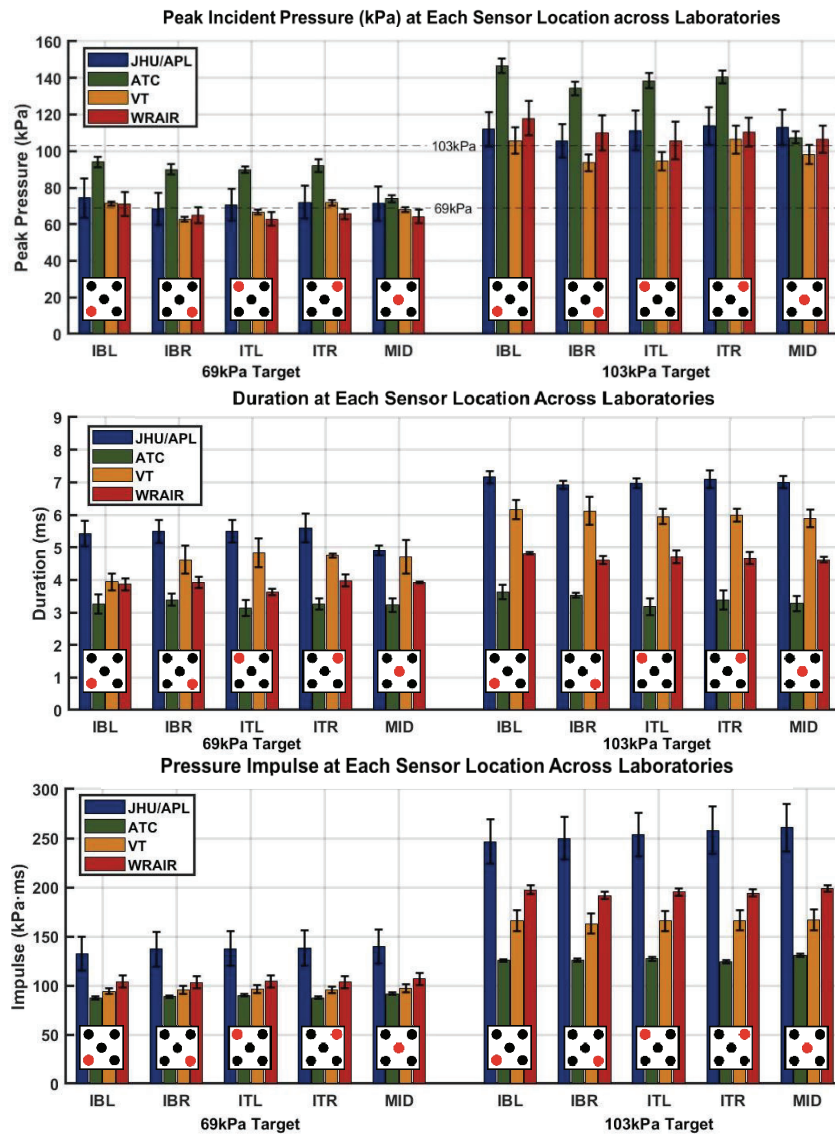 Peak Incident Pressure (kPa) at Each Sensor Location across Laboratories
Peak Pressure (kPa)
160
140
120
100
80
60
40
20
0
JHU/APL
ATC
VT
WRAIR
103kPa
69kPa
IBL IBR ITL ITR MID IBL IBR ITL ITR MID
69kPa Target 103kPa Target
Duration at Each Sensor Location Across Laboratories
Duration (ms)
9
8
7
6
5
4
3
2
1
0
JHU/APL
ATC
VT
WRAIR
IBL IBR ITL ITR MID IBL IBR ITL ITR MID
69kPa Target 103kPa Target
Pressure Impulse at Each Sensor Location Across Laboratories
Impulse (kPa·ms)
300
250
200
150
100
50
0
JHU/APL
ATC
VT
WRAIR
IBL IBR ITL ITR MID IBL IBR ITL ITR MID
69kPa Target 103kPa Target